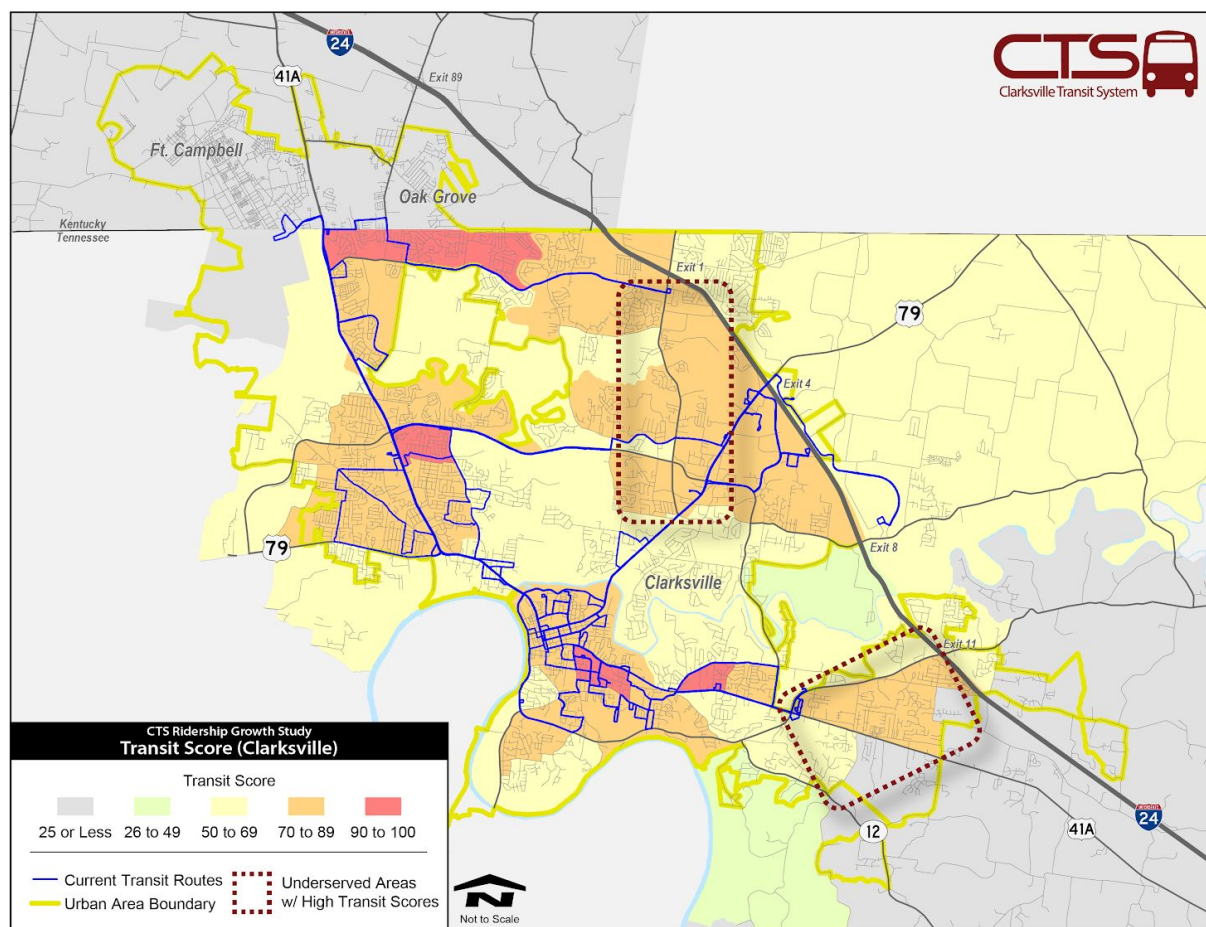 INTERSTATE
24
41A
Exit 89
CTS
Clarksville Transit System
Ft. Campbell
Oak Grove
Kentucky
Tennessee
Exit 1
79
Exit 4
79
Exit 8
Clarksville
Exit 11
12
41A
INTERSTATE
24
CTS Ridership Growth Study
Transit Score (Clarksville)
Transit Score
25 or Less
26 to 49
50 to 69
70 to 89
90 to 100
Current Transit Routes
Urban Area Boundary
Underserved Areas
w/ High Transit Scores
N
Not to Scale